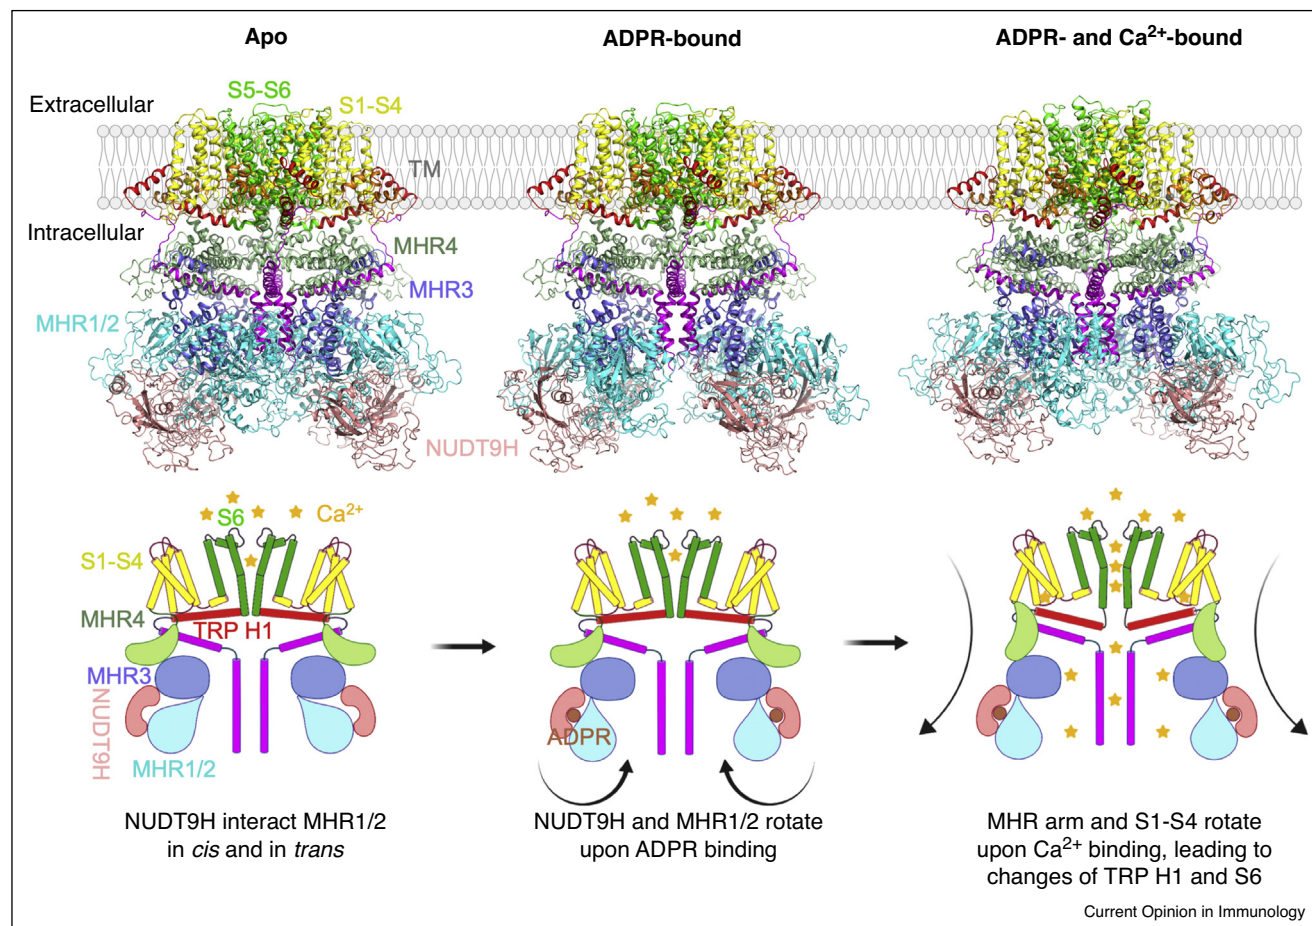 Apo
ADPR-bound
ADPR- and Ca²⁺-bound
S5-S6
S1-S4
Extracellular
TM
Intracellular
MHR4
MHR3
MHR1/2
NUDT9H
S6
Ca²⁺
S1-S4
MHR4
TRP H1
MHR3
NUDT9H
ADPR
MHR1/2
NUDT9H interact MHR1/2
in cis and in trans
NUDT9H and MHR1/2 rotate
upon ADPR binding
MHR arm and S1-S4 rotate
upon Ca²⁺ binding, leading to
changes of TRP H1 and S6
Current Opinion in Immunology